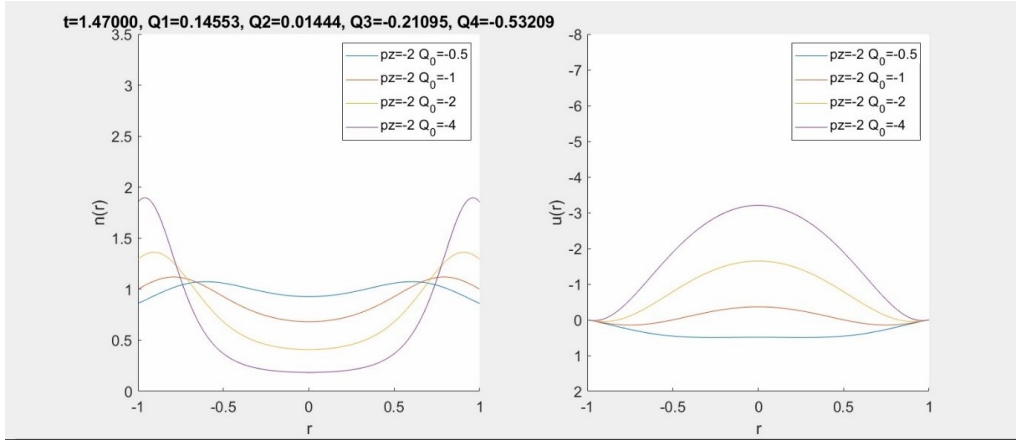 t=1.47000, Q1=0.14553, Q2=0.01444, Q3=-0.21095, Q4=-0.53209
3.5
3
2.5
2
1.5
1
0.5
0
n(r)
-1
-0.5
0
0.5
1
r
pz=-2 Q0=-0.5
pz=-2 Q0=-1
pz=-2 Q0=-2
pz=-2 Q0=-4
-8
-7
-6
-5
-4
-3
-2
-1
0
1
2
u(r)
-1
-0.5
0
0.5
1
r
pz=-2 Q0=-0.5
pz=-2 Q0=-1
pz=-2 Q0=-2
pz=-2 Q0=-4